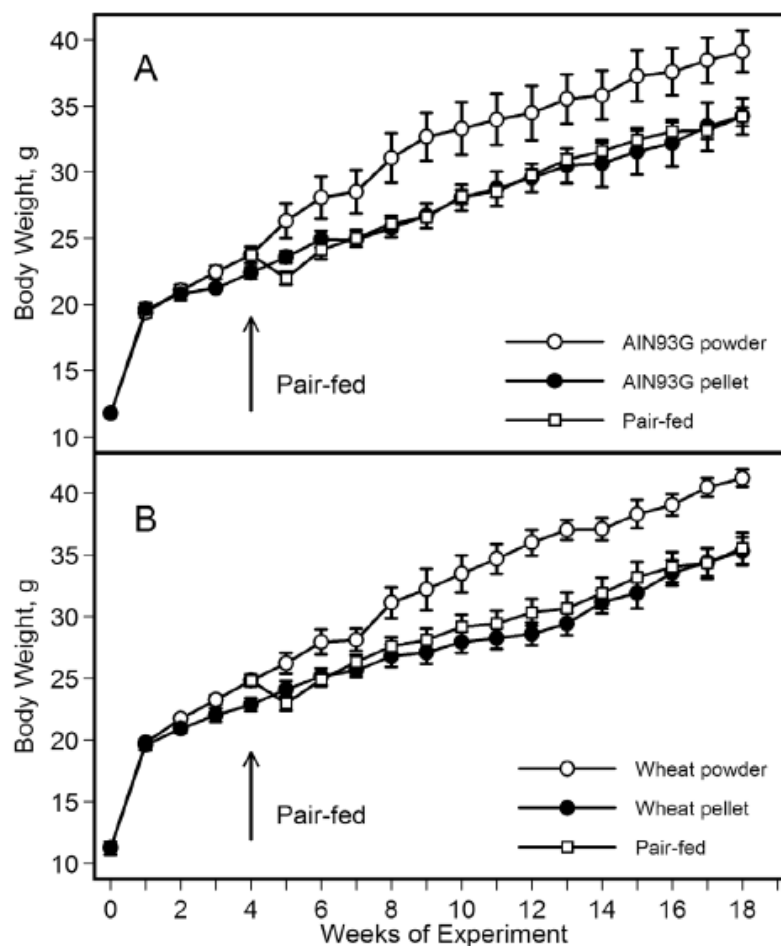 A
40
35
30
25
20
15
10
Body Weight, g
Pair-fed
AIN93G powder
AIN93G pellet
Pair-fed
B
40
35
30
25
20
15
10
Body Weight, g
Pair-fed
Wheat powder
Wheat pellet
Pair-fed
0 2 4 6 8 10 12 14 16 18
Weeks of Experiment